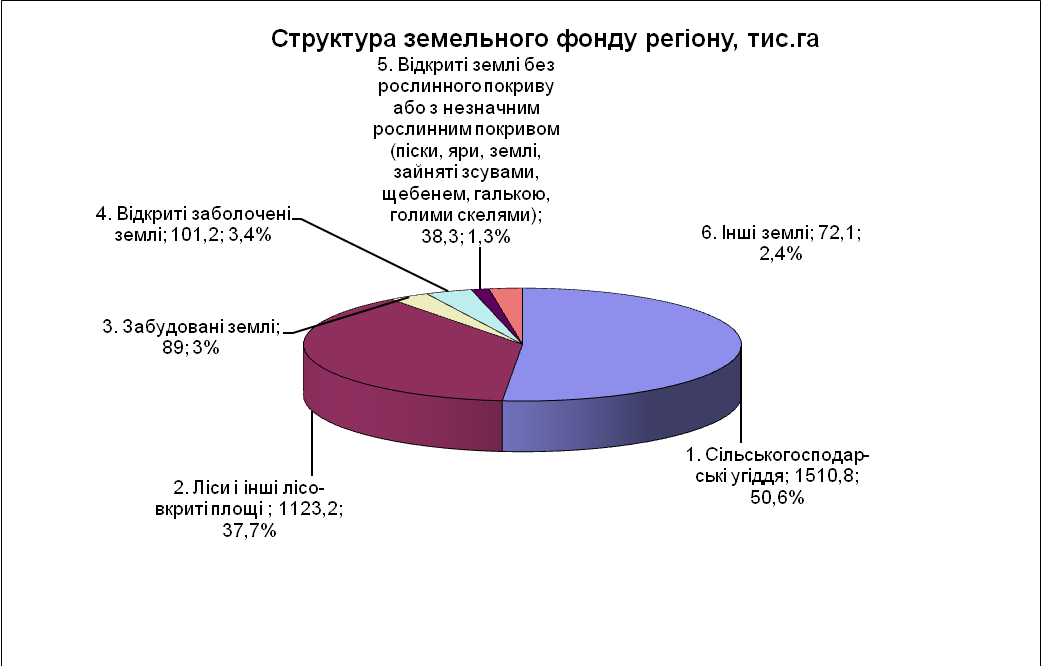 Структура земельного фонду регіону, тис.га
5. Відкриті землі без
рослинного покриву
або з незначним
рослинним покривом
(піски, яри, землі,
зайняті зсувами,
щебенем, галькою,
голими скелями);
38,3; 1,3%
4. Відкриті заболочені
землі; 101,2; 3,4%
6. Інші землі; 72,1;
2,4%
3. Забудовані землі;
89; 3%
1. Сільськогосподар-
ські угіддя; 1510,8;
50,6%
2. Ліси і інші лісо-
вкриті площі ; 1123,2;
37,7%